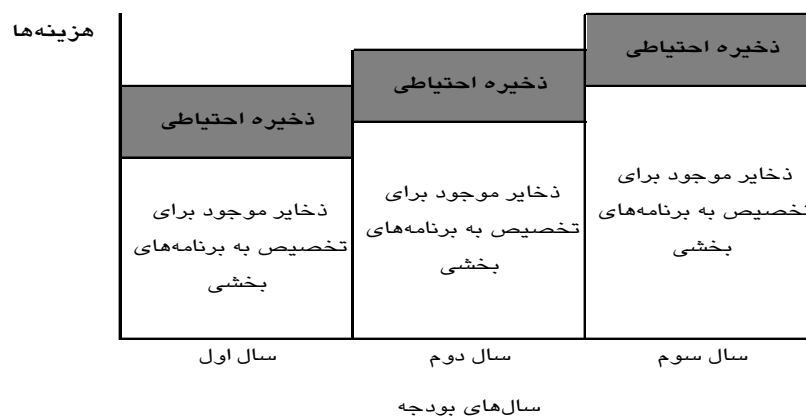 هزینه‌ها
ذخیره احتیاطی
ذخایر موجود برای
تخصیص به برنامه‌های
بخشی
ذخیره احتیاطی
ذخایر موجود برای
تخصیص به برنامه‌های
بخشی
ذخیره احتیاطی
ذخایر موجود برای
تخصیص به برنامه‌های
بخشی
سال اول
سال دوم
سال سوم
سال‌های بودجه